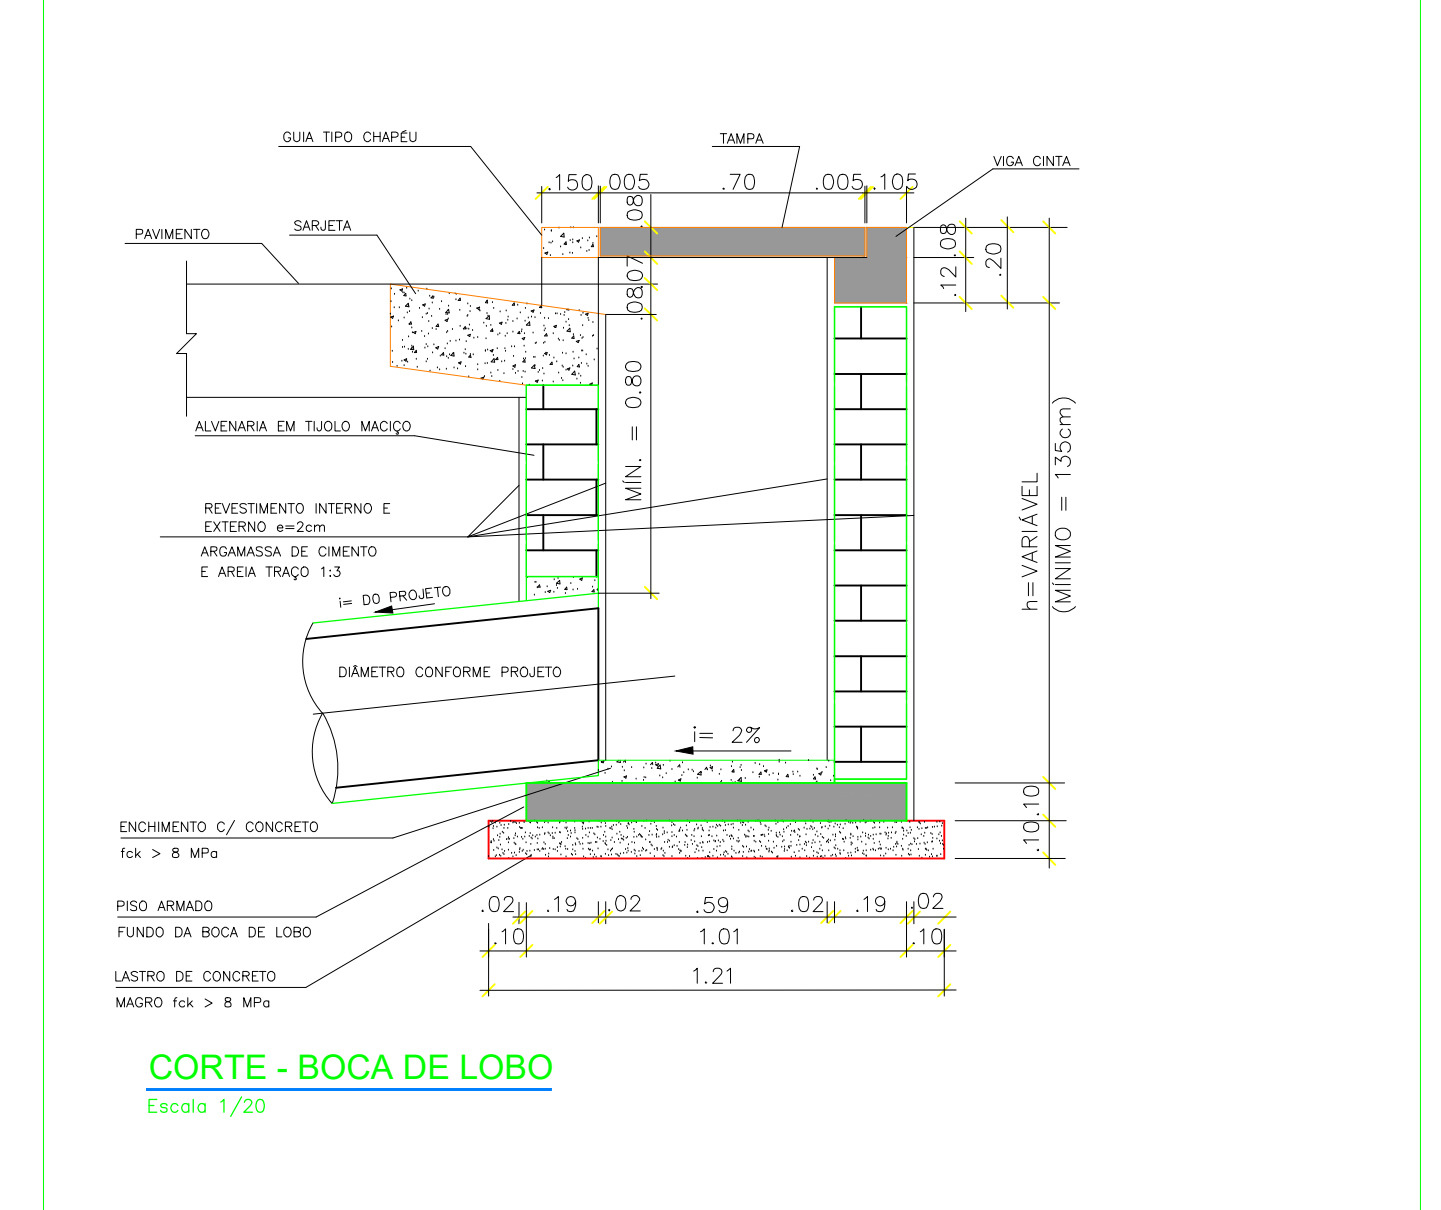 GUIA TIPO CHAPÉU
TAMPA
VIGA CINTA
.150
.005
.70
.005
.105
SARJETA
PAVIMENTO
.08
.07
.08
.08
.12
.20
MÍN. = 0.80
ALVENARIA EM TIJOLO MACIÇO
REVESTIMENTO INTERNO E
EXTERNO e=2cm
ARGAMASSA DE CIMENTO
E AREIA TRAÇO 1:3
h=VARIÁVEL
(MÍNIMO = 135cm)
i= DO PROJETO
DIÂMETRO CONFORME PROJETO
i= 2%
.10
.10
ENCHIMENTO C/ CONCRETO
fck > 8 MPa
PISO ARMADO
FUNDO DA BOCA DE LOBO
LASTRO DE CONCRETO
MAGRO fck > 8 MPa
.02
.19
.02
.59
.02
.19
.02
.10
1.01
.10
1.21
CORTE - BOCA DE LOBO
Escala 1/20